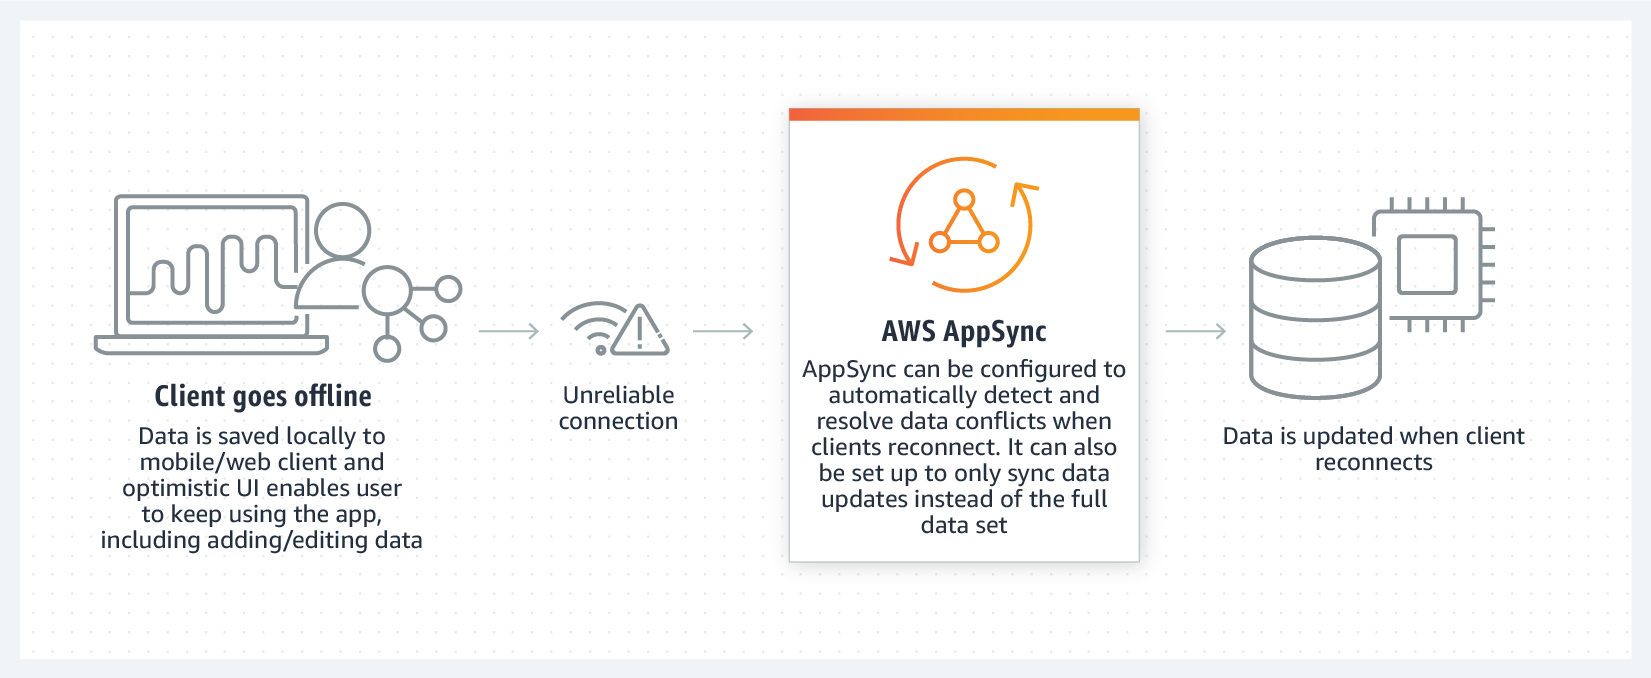 Client goes offline
Data is saved locally to
mobile/web client and
optimistic UI enables user
to keep using the app,
including adding/editing data
Unreliable
connection
AWS AppSync
AppSync can be configured to
automatically detect and
resolve data conflicts when
clients reconnect. It can also
be set up to only sync data
updates instead of the full
data set
Data is updated when client
reconnects